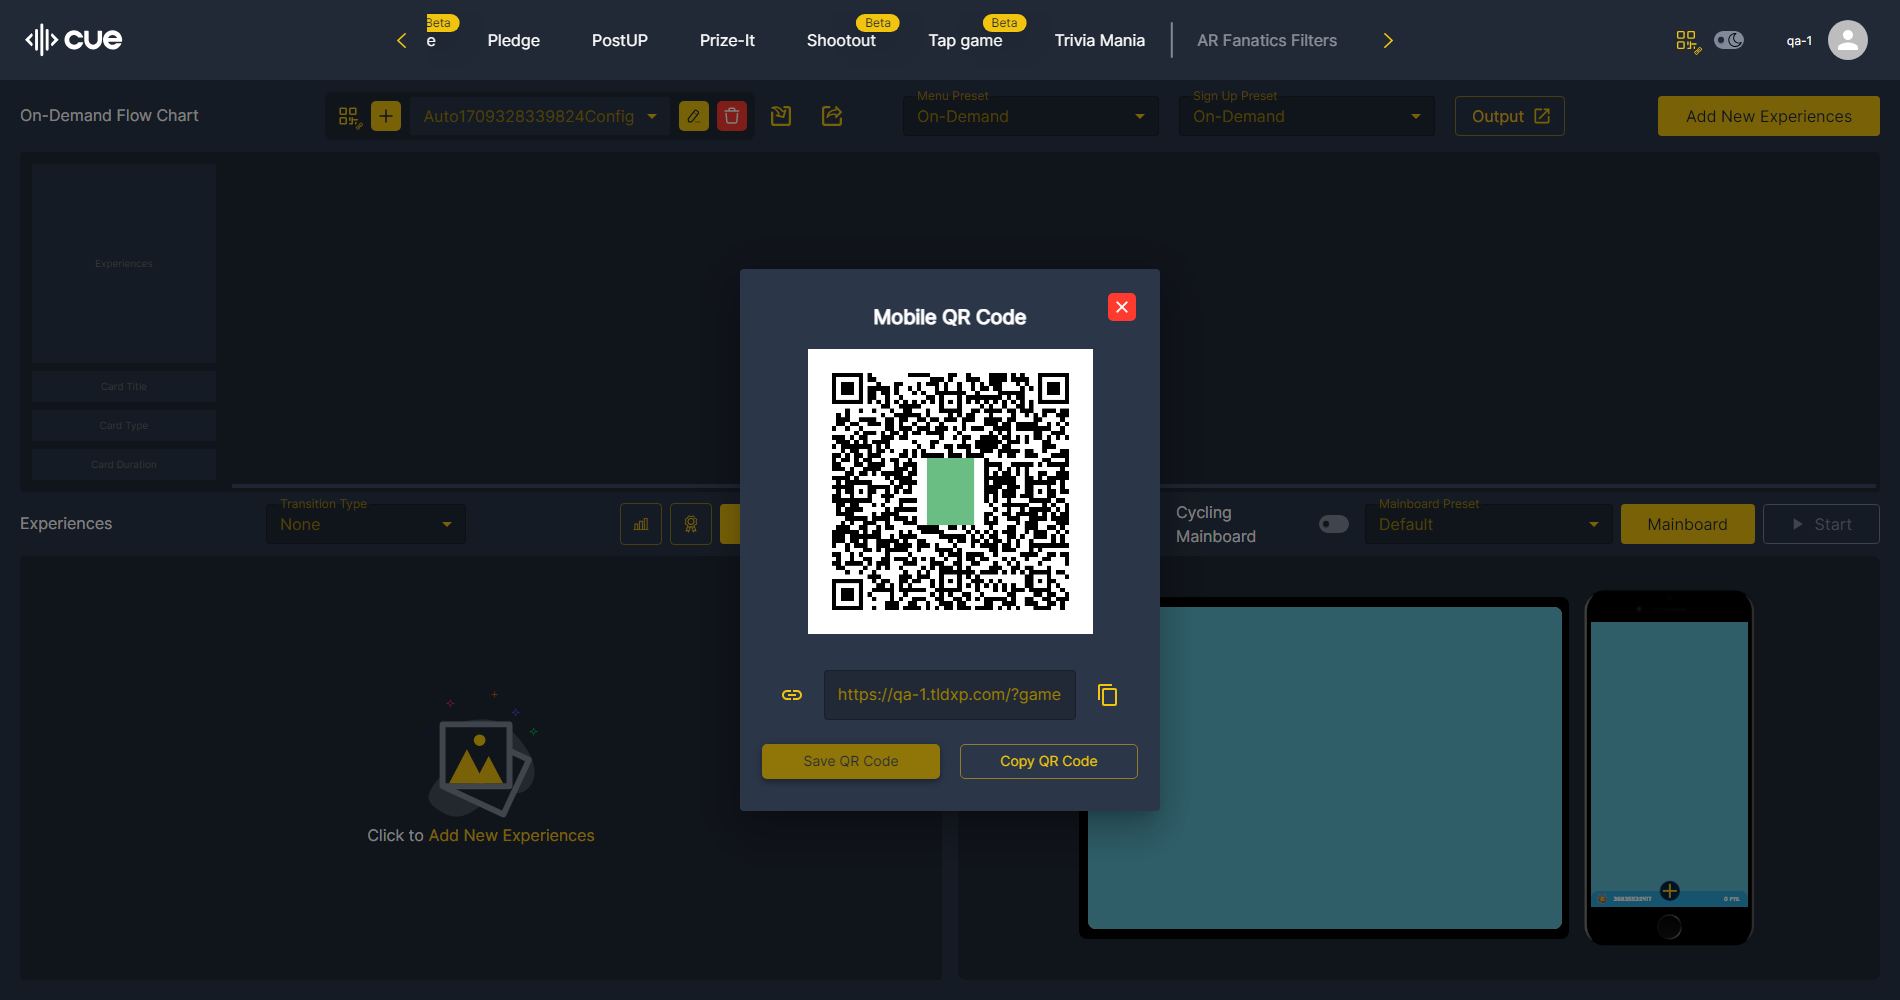 cue
Beta
e
Pledge
PostUP
Prize-It
Beta
Shootout
Beta
Tap game
Trivia Mania
AR Fanatics Filters
qa-1
On-Demand Flow Chart
Auto1709328339824Config
Menu Preset
On-Demand
Sign Up Preset
On-Demand
Output
Add New Experiences
Experiences
Card Title
Card Type
Card Duration
Mobile QR Code
https://qa-1.tldxp.com/?game
Save QR Code
Copy QR Code
Experiences
Transition Type
None
Cycling
Mainboard
Mainboard Preset
Default
Mainboard
Start
Click to Add New Experiences
0 PTS.